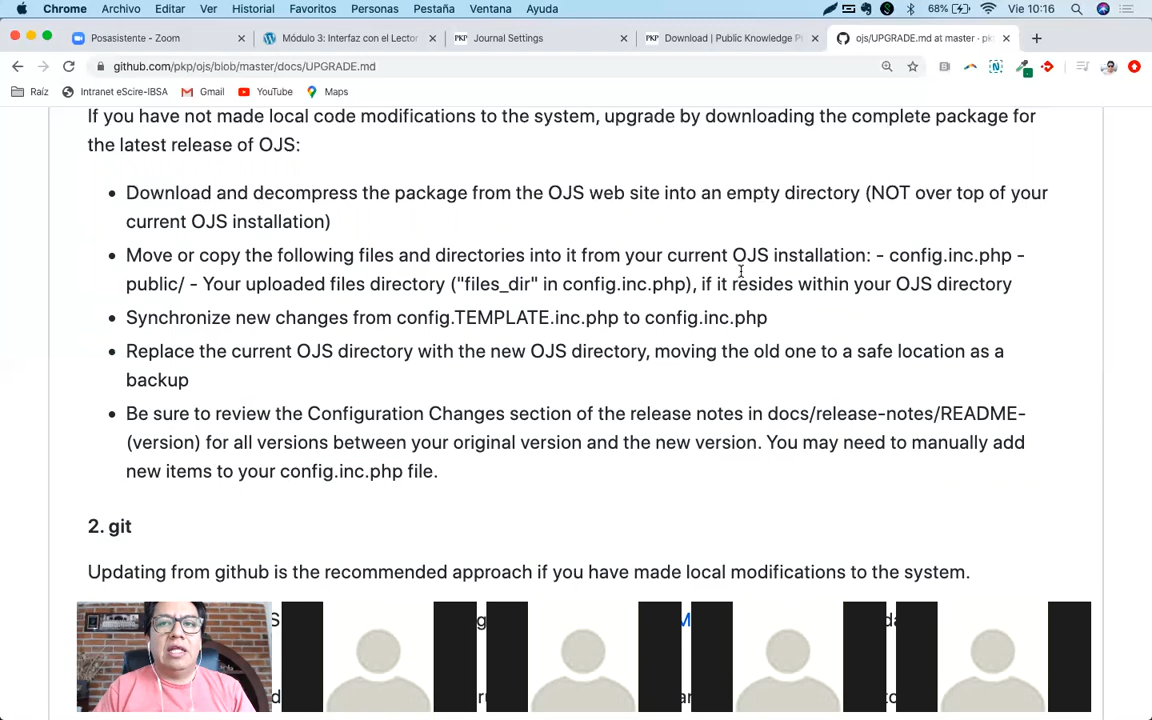 Chrome Archivo Editar Ver Historial Favoritos Personas Pestaña Ventana Ayuda 68% Vie 10:16
Posasistente - Zoom Módulo 3: Interfaz con el Lector PKP Journal Settings PKP Download | Public Knowledge P ojs/UPGRADE.md at master · pk
github.com/pkp/ojs/blob/master/docs/UPGRADE.md
Raíz Intranet eScire-IBSA Gmail YouTube Maps
If you have not made local code modifications to the system, upgrade by downloading the complete package for
the latest release of OJS:
• Download and decompress the package from the OJS web site into an empty directory (NOT over top of your
current OJS installation)
• Move or copy the following files and directories into it from your current OJS installation: - config.inc.php -
public/ - Your uploaded files directory ("files_dir" in config.inc.php), if it resides within your OJS directory
• Synchronize new changes from config.TEMPLATE.inc.php to config.inc.php
• Replace the current OJS directory with the new OJS directory, moving the old one to a safe location as a
backup
• Be sure to review the Configuration Changes section of the release notes in docs/release-notes/README-
(version) for all versions between your original version and the new version. You may need to manually add
new items to your config.inc.php file.
2. git
Updating from github is the recommended approach if you have made local modifications to the system.